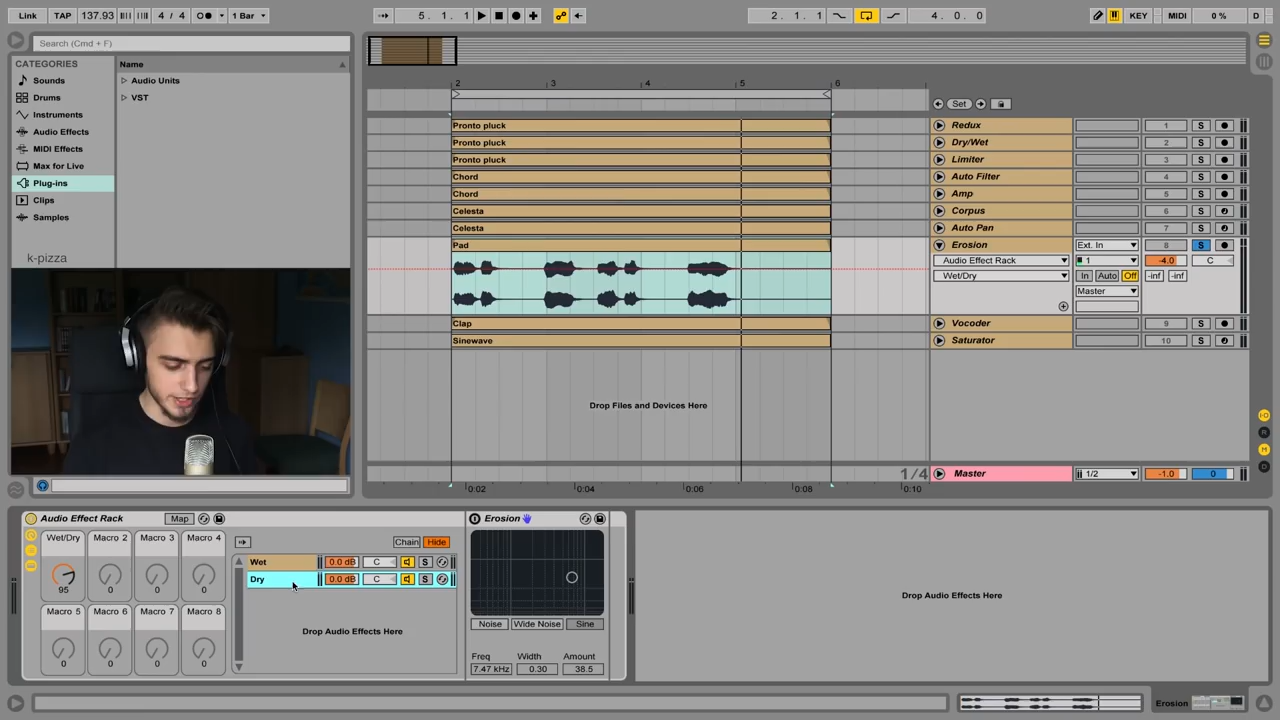 Link TAP 137.93 4 / 4 1 Bar 5. 1. 1 2. 1. 1 4. 0. 0 KEY MIDI 0 % D
Search (Cmd + F)
CATEGORIES
Sounds
Drums
Instruments
Audio Effects
MIDI Effects
Max for Live
Plug-ins
Clips
Samples
k-pizza
Name
Audio Units
VST
2 3 4 5 6
Set
Pronto pluck Redux 1 S
Pronto pluck Dry/Wet 2 S
Pronto pluck Limiter 3 S
Chord Auto Filter 4 S
Chord Amp 5 S
Celesta Corpus 6 S
Celesta Auto Pan 7 S
Pad Erosion Ext. In 8 S
Audio Effect Rack 1 -4.0 C
Wet/Dry In Auto Off -inf -inf
Master
Clap Vocoder 9 S
Sinewave Saturator 10 S
Drop Files and Devices Here
1/4 Master 1/2 -1.0 0
0:02 0:04 0:06 0:08 0:10
I·O
R
M
D
Audio Effect Rack Map
Wet/Dry Macro 2 Macro 3 Macro 4
95 0 0 0
Macro 5 Macro 6 Macro 7 Macro 8
0 0 0 0
Chain Hide
Wet 0.0 dB C S
Dry 0.0 dB C S
Drop Audio Effects Here
Erosion
Noise Wide Noise Sine
Freq Width Amount
7.47 kHz 0.30 38.5
Drop Audio Effects Here
Erosion